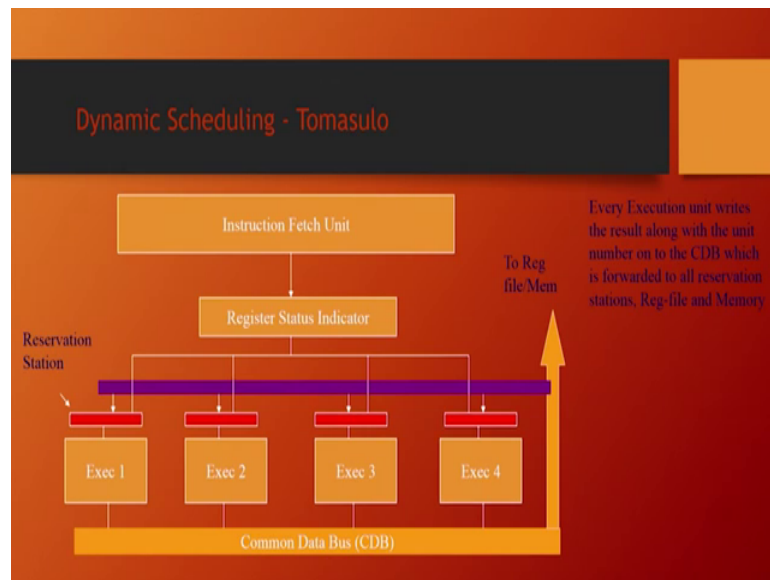 Dynamic Scheduling - Tomasulo
Instruction Fetch Unit
Every Execution unit writes
the result along with the unit
number on to the CDB which
is forwarded to all reservation
stations, Reg-file and Memory
To Reg
file/Mem
Register Status Indicator
Reservation
Station
Exec 1
Exec 2
Exec 3
Exec 4
Common Data Bus (CDB)